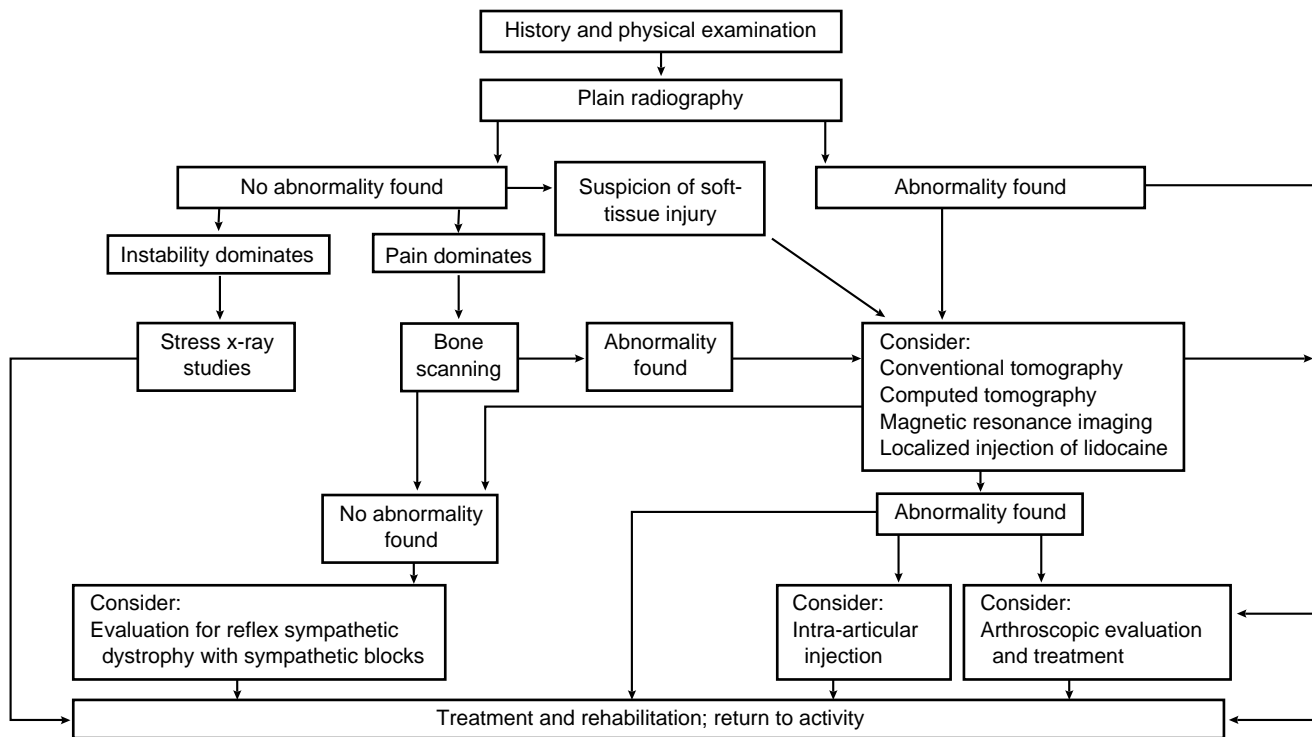 History and physical examination
Plain radiography
No abnormality found
Suspicion of soft-
tissue injury
Abnormality found
Instability dominates
Pain dominates
Stress x-ray
studies
Bone
scanning
Abnormality
found
Consider:
Conventional tomography
Computed tomography
Magnetic resonance imaging
Localized injection of lidocaine
No abnormality
found
Abnormality found
Consider:
Evaluation for reflex sympathetic
dystrophy with sympathetic blocks
Consider:
Intra-articular
injection
Consider:
Arthroscopic evaluation
and treatment
Treatment and rehabilitation; return to activity